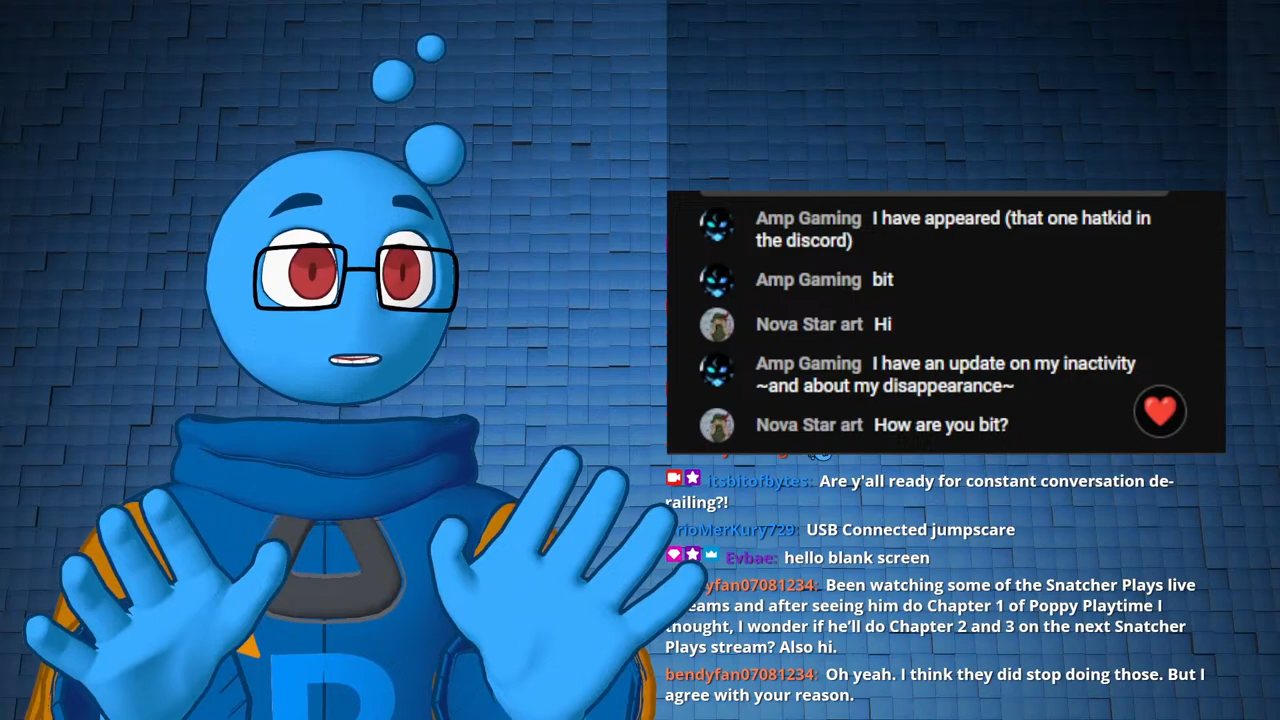 Amp Gaming I have appeared (that one hatkid in
the discord)
Amp Gaming bit
Nova Star art Hi
Amp Gaming I have an update on my inactivity
~and about my disappearance~
Nova Star art How are you bit?
itsbitofbytes: Are y'all ready for constant conversation de-
railing?!
rioMerKury729: USB Connected jumpscare
Evbae: hello blank screen
yfan07081234: Been watching some of the Snatcher Plays live
eams and after seeing him do Chapter 1 of Poppy Playtime I
thought, I wonder if he'll do Chapter 2 and 3 on the next Snatcher
Plays stream? Also hi.
bendyfan07081234: Oh yeah. I think they did stop doing those. But I
agree with your reason.